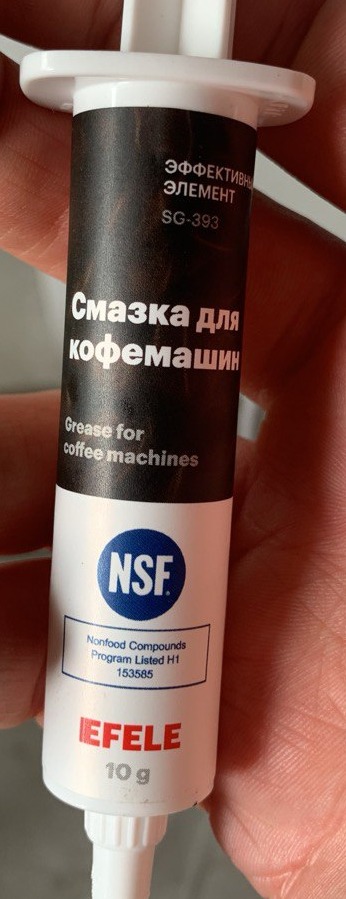 ЭФФЕКТИВН
ЭЛЕМЕНТ
SG-393
Смазка для
кофемашин
Grease for
coffee machines
NSF®
Nonfood Compounds
Program Listed H1
153585
EFELE
10 g